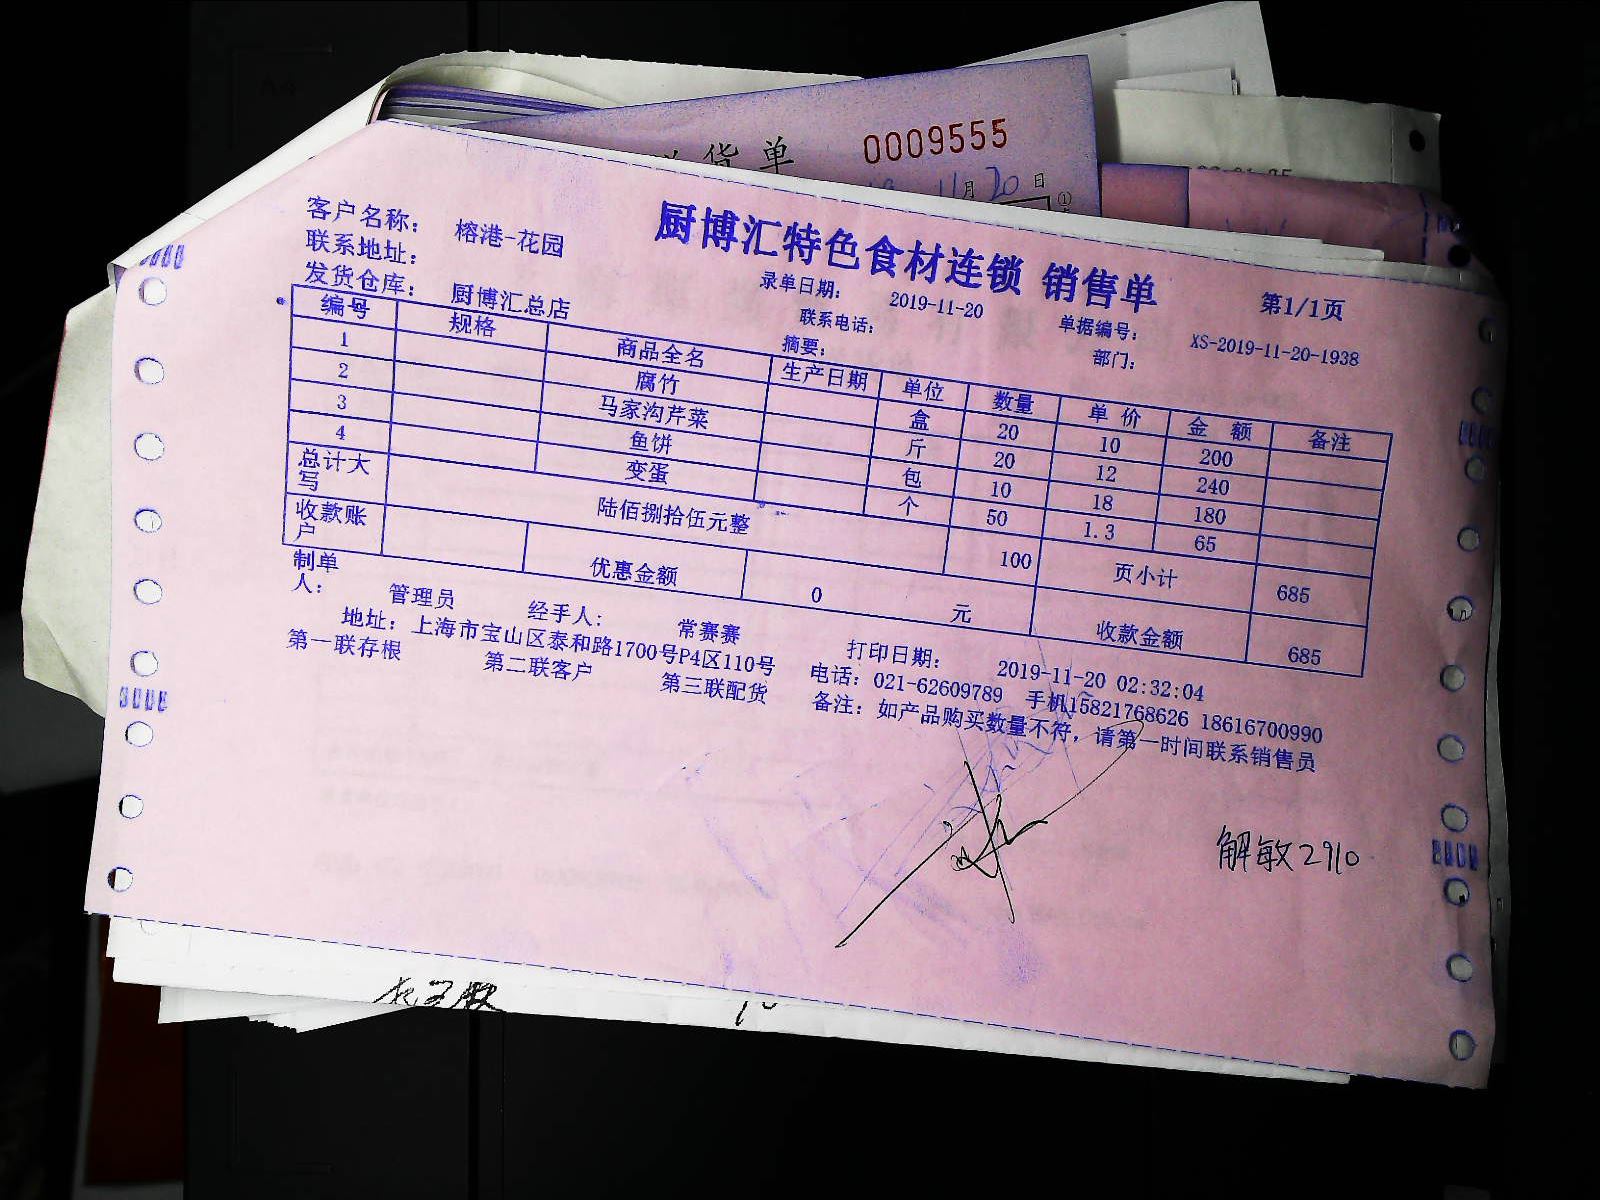 货单 0009555
11月20日
厨博汇特色食材连锁 销售单
客户名称： 榕港-花园
录单日期： 2019-11-20 第1/1页
联系地址：
联系电话： 单据编号： XS-2019-11-20-1938
发货仓库： 厨博汇总店 摘要： 部门：
编号 规格 商品全名 生产日期 单位 数量 单 价 金 额 备注
1 腐竹 盒 20 10 200
2 马家沟芹菜 斤 20 12 240
3 鱼饼 包 10 18 180
4 变蛋 个 50 1.3 65
总计大写 陆佰捌拾伍元整 100 页小计 685
收款账户 优惠金额 0 元 收款金额 685
制单人： 管理员 经手人： 常赛赛 打印日期： 2019-11-20 02:32:04
地址：上海市宝山区泰和路1700号P4区110号 电话：021-62609789 手机15821768626 18616700990
第一联存根 第二联客户 第三联配货 备注：如产品购买数量不符，请第一时间联系销售员
解敏2910